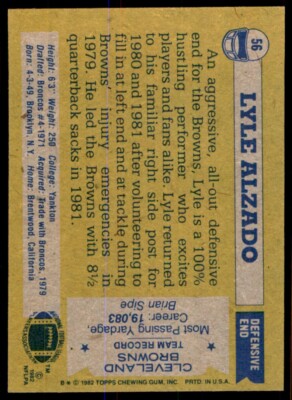 56
LYLE ALZADO
DEFENSIVE
END
Height: 6'3" Weight: 250 College: Yankton
Drafted: Broncos #4-1971 Acquired: Trade with Broncos, 1979
Born: 4-3-49, Brooklyn, N.Y. Home: Brentwood, California
An aggressive, all-out defensive
end for the Browns, Lyle is a 100%
hustling performer who excites
players and fans alike. Lyle returned
to his familiar right side post for
1980 and 1981 after volunteering to
fill in at left end and at tackle during
Browns' injury emergencies in
1979. He led the Browns with 8½
quarterback sacks in 1981.
CLEVELAND
BROWNS
TEAM RECORD
Most Passing Yardage,
Career: 19,083
Brian Sipe
TM
1982
NFLPA
B* © 1982 TOPPS CHEWING GUM, INC. PRTD. IN U.S.A.